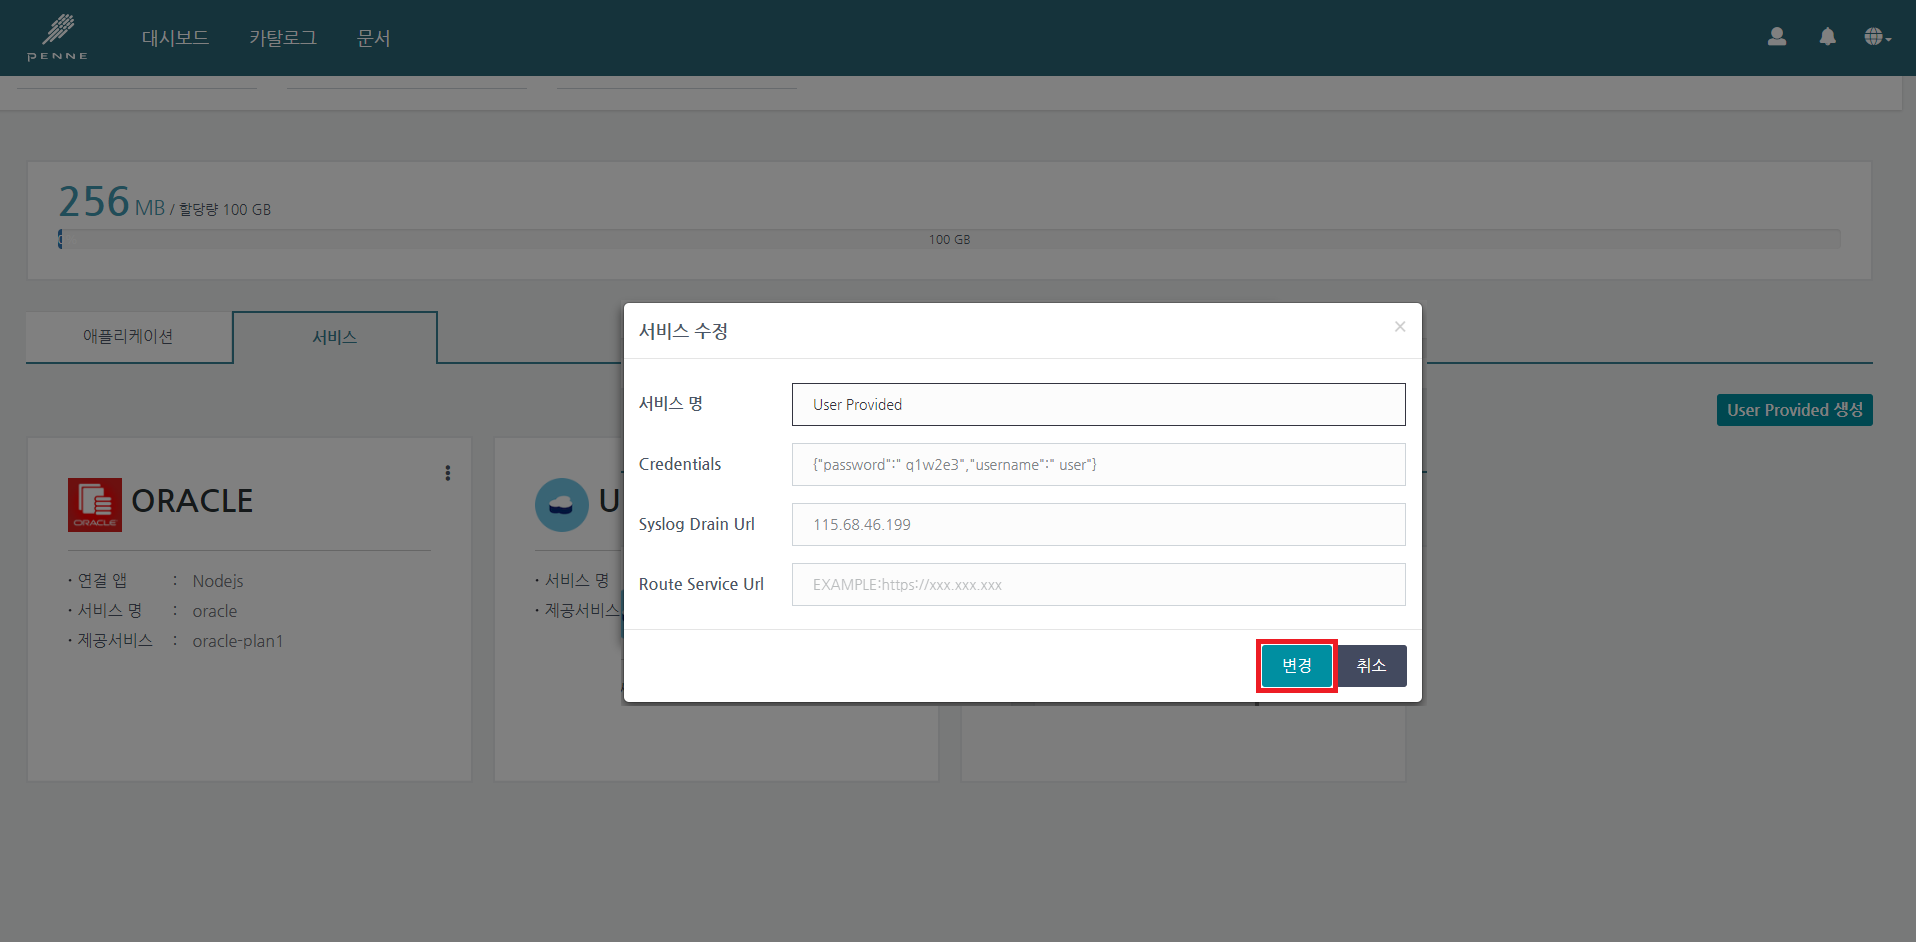 PENNE
대시보드
카탈로그
문서
256 MB / 할당량 100 GB
100 GB
애플리케이션
서비스
User Provided 생성
ORACLE
ORACLE
· 연결 앱 : Nodejs
· 서비스 명 : oracle
· 제공서비스 : oracle-plan1
U
· 서비스 명
· 제공서비스
서비스 수정
×
서비스 명
User Provided
Credentials
{"password":" q1w2e3","username":" user"}
Syslog Drain Url
115.68.46.199
Route Service Url
EXAMPLE:https://xxx.xxx.xxx
변경
취소